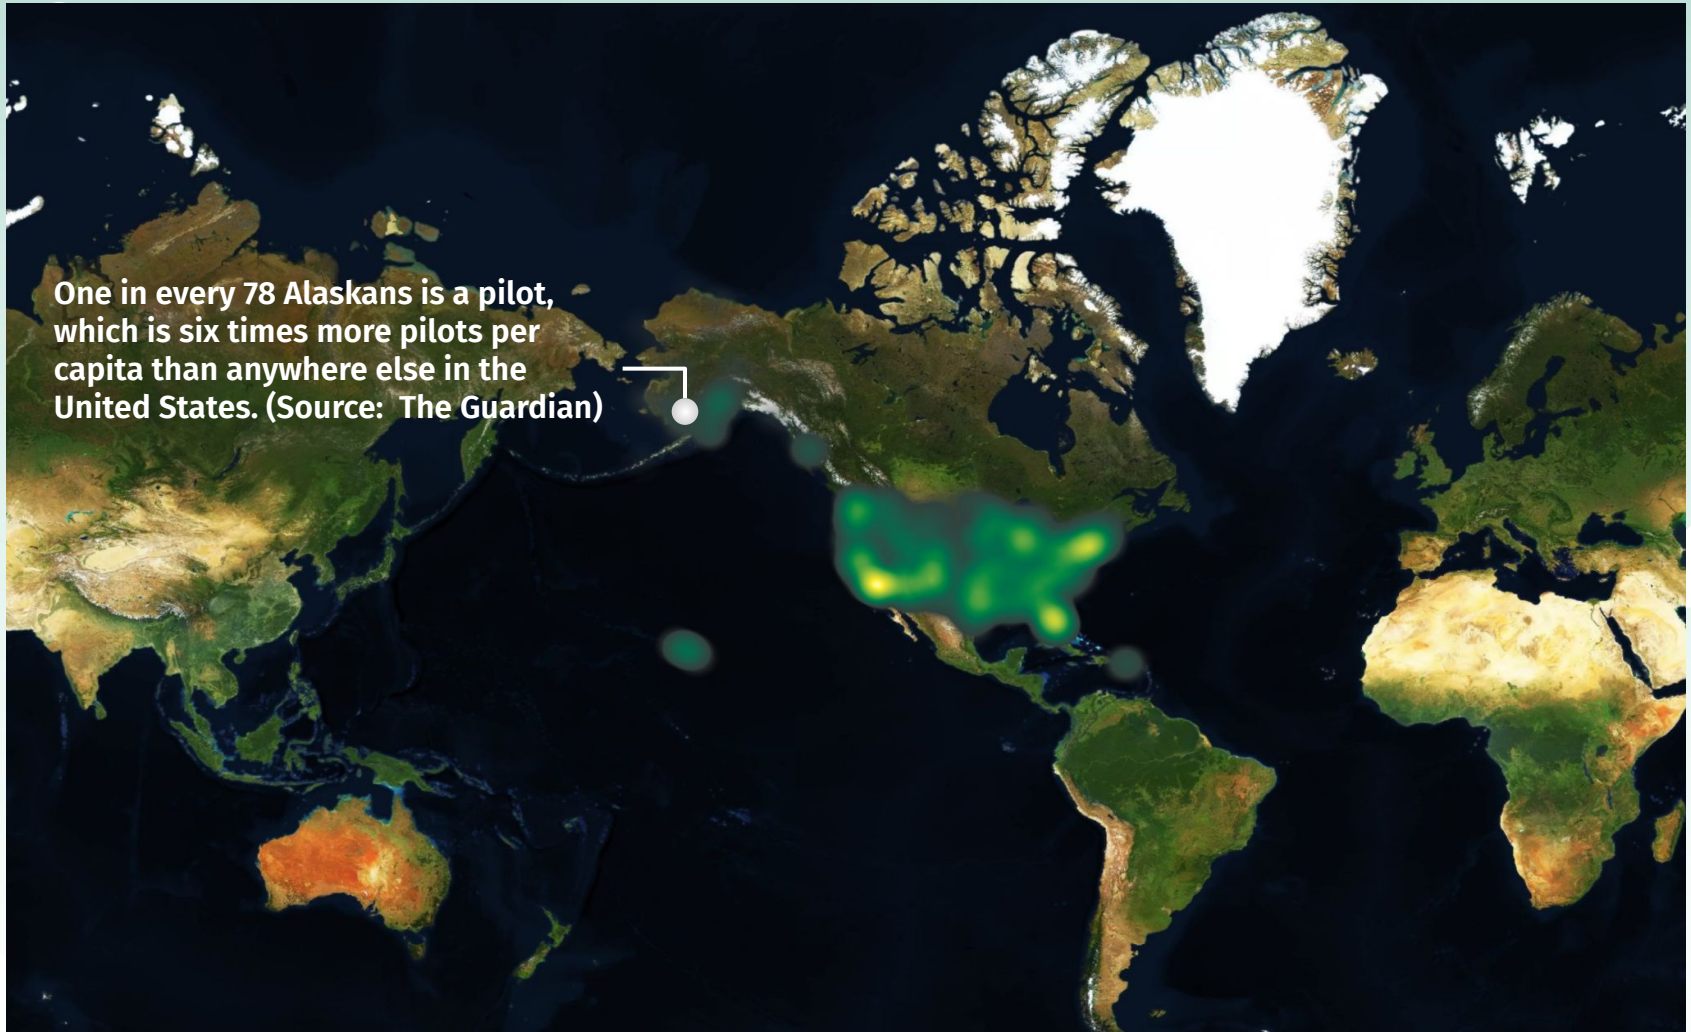 One in every 78 Alaskans is a pilot,
which is six times more pilots per
capita than anywhere else in the
United States. (Source:  The Guardian)